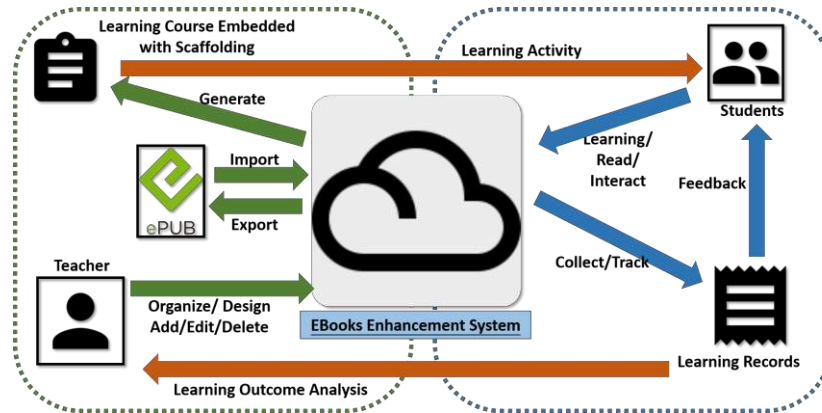 Learning Course Embedded
with Scaffolding
Learning Activity
Students
Generate
Import
Export
ePUB
Learning/
Read/
Interact
Feedback
Teacher
Organize/ Design
Add/Edit/Delete
Collect/Track
EBooks Enhancement System
Learning Records
Learning Outcome Analysis